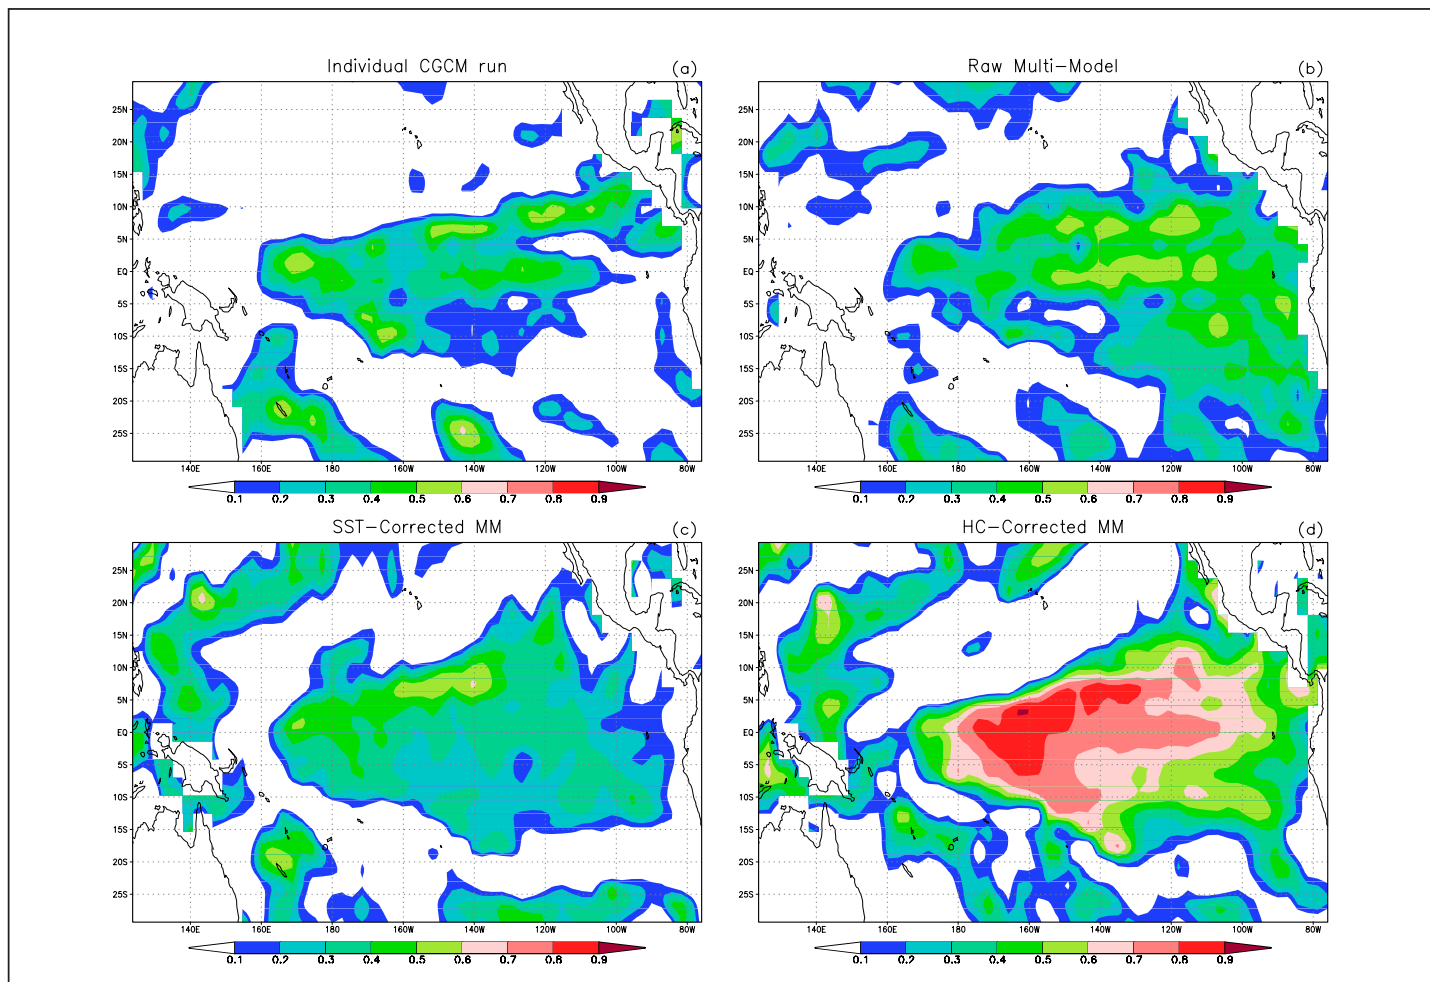 Individual CGCM run (a)
25N
20N
15N
10N
5N
EQ
5S
10S
15S
20S
25S
140E 160E 180 160W 140W 120W 100W 80W
0.1 0.2 0.3 0.4 0.5 0.6 0.7 0.8 0.9
Raw Multi-Model (b)
25N
20N
15N
10N
5N
EQ
5S
10S
15S
20S
25S
140E 160E 180 160W 140W 120W 100W 80W
0.1 0.2 0.3 0.4 0.5 0.6 0.7 0.8 0.9
SST-Corrected MM (c)
25N
20N
15N
10N
5N
EQ
5S
10S
15S
20S
25S
140E 160E 180 160W 140W 120W 100W 80W
0.1 0.2 0.3 0.4 0.5 0.6 0.7 0.8 0.9
HC-Corrected MM (d)
25N
20N
15N
10N
5N
EQ
5S
10S
15S
20S
25S
140E 160E 180 160W 140W 120W 100W 80W
0.1 0.2 0.3 0.4 0.5 0.6 0.7 0.8 0.9